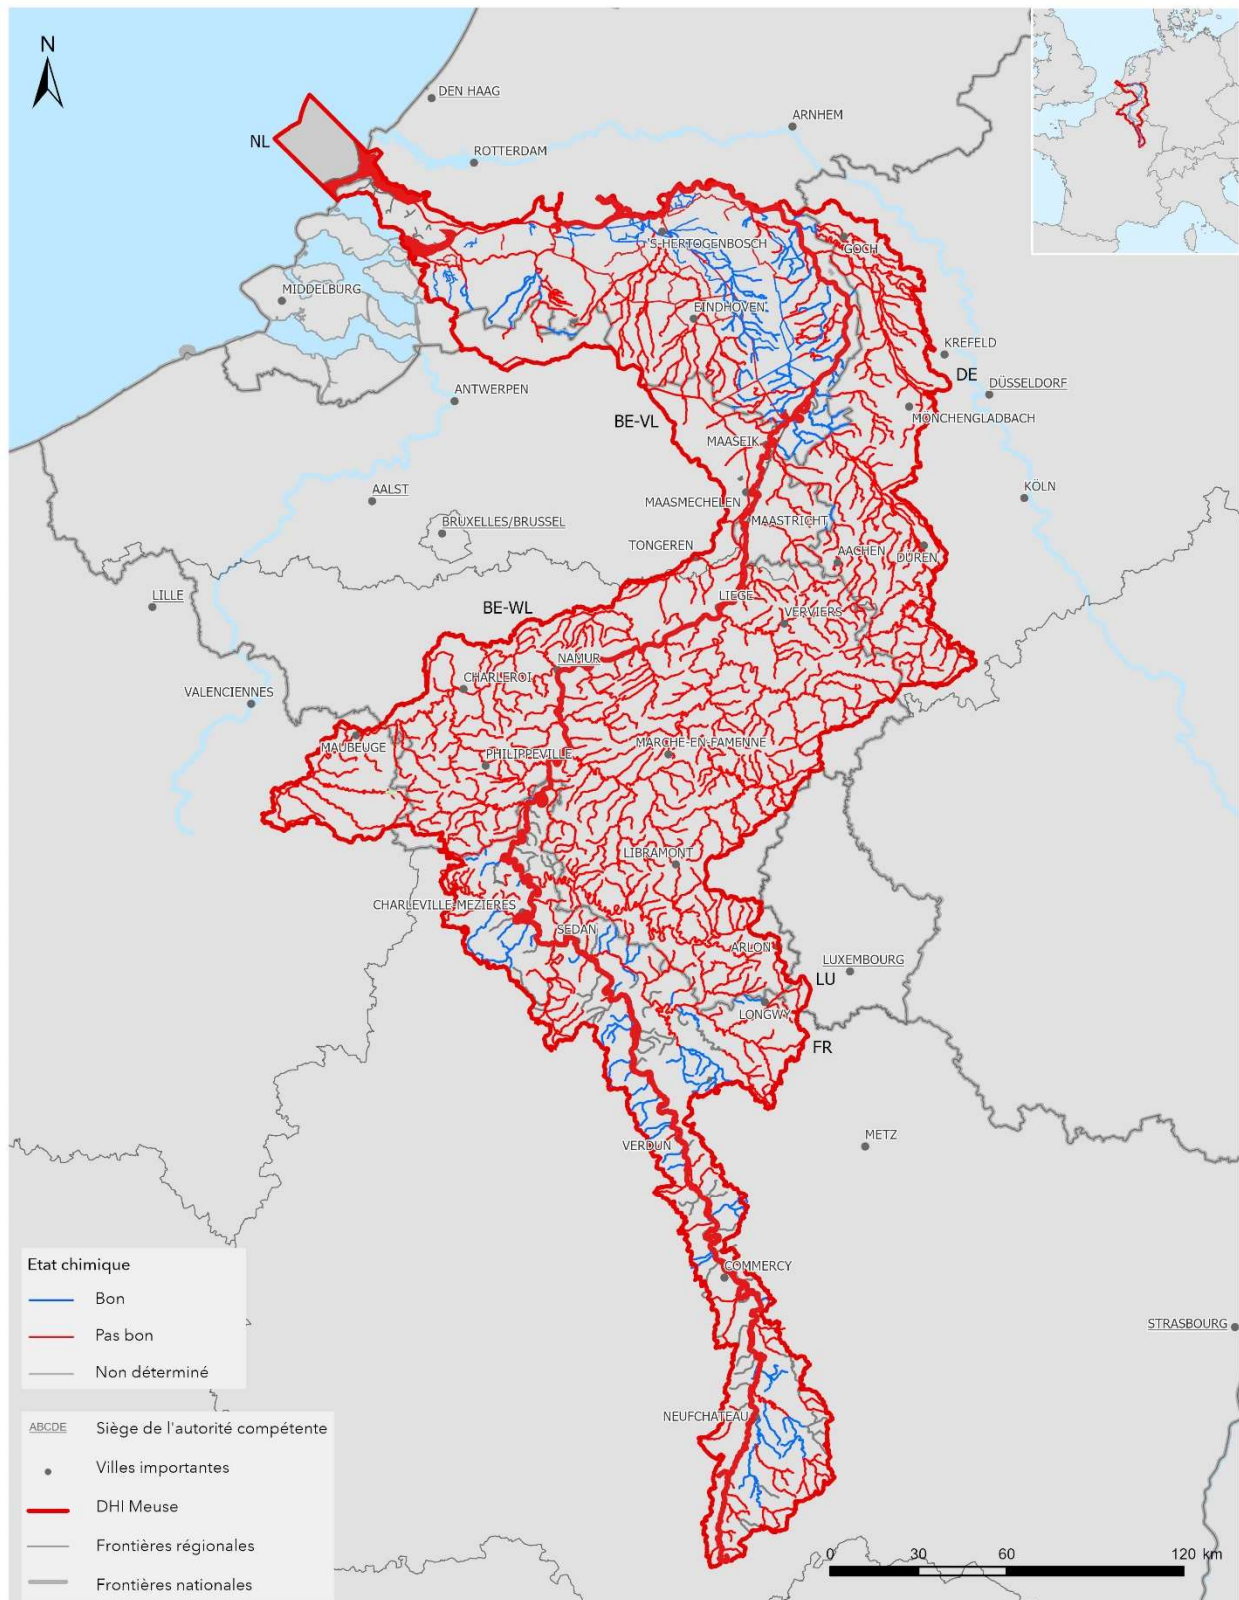 N
DEN HAAG
ARNHEM
NL
ROTTERDAM
'S-HERTOGENBOSCH
GOCH
MIDDELBURG
EINDHOVEN
KREFELD
DE
DÜSSELDORF
ANTWERPEN
MÖNCHENGLADBACH
BE-VL
MAASEIK
AALST
MAASMECHELEN
KÖLN
BRUXELLES/BRUSSEL
MAASTRICHT
TONGEREN
AACHEN
DÜREN
LILLE
LIEGE
BE-WL
VERVIERS
NAMUR
CHARLEROI
VALENCIENNES
MAUBEUGE
MARCHE-EN-FAMENNE
PHILIPPEVILLE
LIBRAMONT
CHARLEVILLE-MEZIERES
SEDAN
ARLON
LUXEMBOURG
LU
LONGWY
FR
METZ
VERDUN
COMMERCY
STRASBOURG
NEUFCHATEAU
Etat chimique
Bon
Pas bon
Non déterminé
ABCDE Siège de l'autorité compétente
Villes importantes
DHI Meuse
Frontières régionales
Frontières nationales
0 30 60 120 km